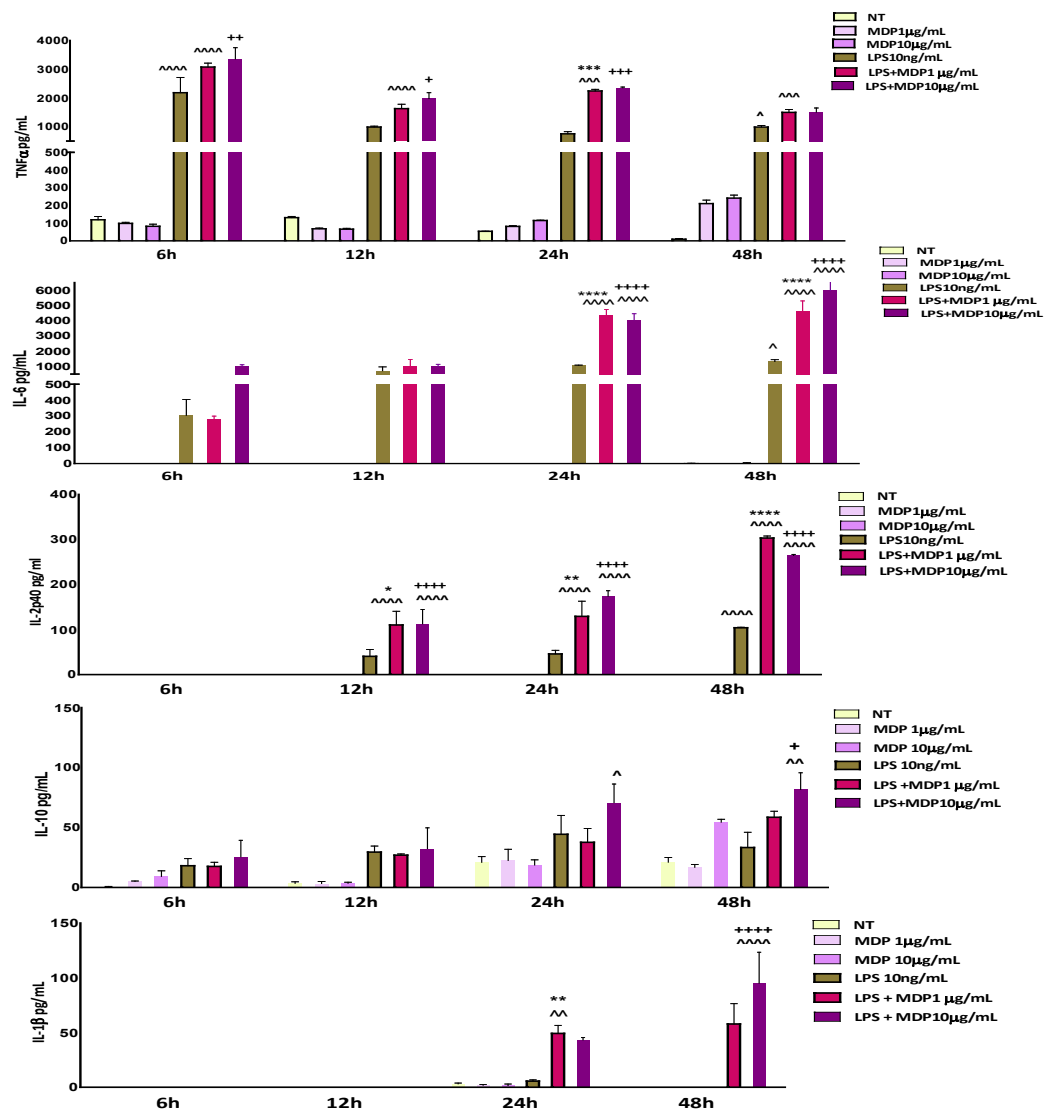 NT
MDP1µg/mL
MDP10µg/mL
LPS10ng/mL
LPS+MDP1 µg/mL
LPS+MDP10µg/mL
TNFα pg/mL
4000
3000
2000
1000
500
400
300
200
100
0
^^^^ ^^^^ ++
^^^^ +
*** +++
^^^
^ ^^^
6h 12h 24h 48h
NT
MDP1µg/mL
MDP10µg/mL
LPS10ng/mL
LPS+MDP1 µg/mL
LPS+MDP10µg/mL
IL-6 pg/mL
6000
5000
4000
3000
2000
1000
500
400
300
200
100
0
**** ++++
^^^^ ^^^^
**** ++++
^ ^^^^ ^^^^
6h 12h 24h 48h
NT
MDP1µg/mL
MDP10µg/mL
LPS10ng/mL
LPS+MDP1 µg/mL
LPS+MDP10µg/mL
IL-2p40 pg/ml
400
300
200
100
0
* ++++
^^^^ ^^^^
** ++++
^^^^ ^^^^
**** ++++
^^^^ ^^^^ ^^^^
6h 12h 24h 48h
NT
MDP 1µg/mL
MDP 10µg/mL
LPS 10ng/mL
LPS +MDP1 µg/mL
LPS+MDP10µg/mL
IL-10 pg/mL
150
100
50
0
^
+
^^
6h 12h 24h 48h
NT
MDP 1µg/mL
MDP 10µg/mL
LPS 10ng/mL
LPS + MDP1 µg/mL
LPS + MDP10µg/mL
IL-1β pg/mL
150
100
50
0
**
^^
++++
^^^^
6h 12h 24h 48h